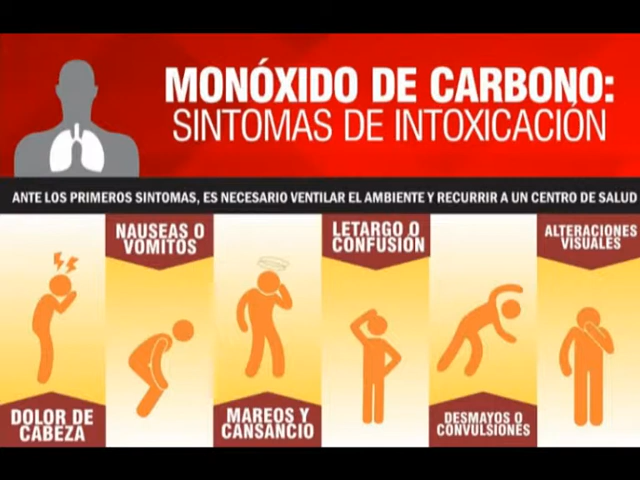 MONÓXIDO DE CARBONO:
SINTOMAS DE INTOXICACIÓN
ANTE LOS PRIMEROS SINTOMAS, ES NECESARIO VENTILAR EL AMBIENTE Y RECURRIR A UN CENTRO DE SALUD
DOLOR DE
CABEZA
NAUSEAS O
VOMITOS
MAREOS Y
CANSANCIO
LETARGO O
CONFUSIÓN
DESMAYOS O
CONVULSIONES
ALTERACIONES
VISUALES